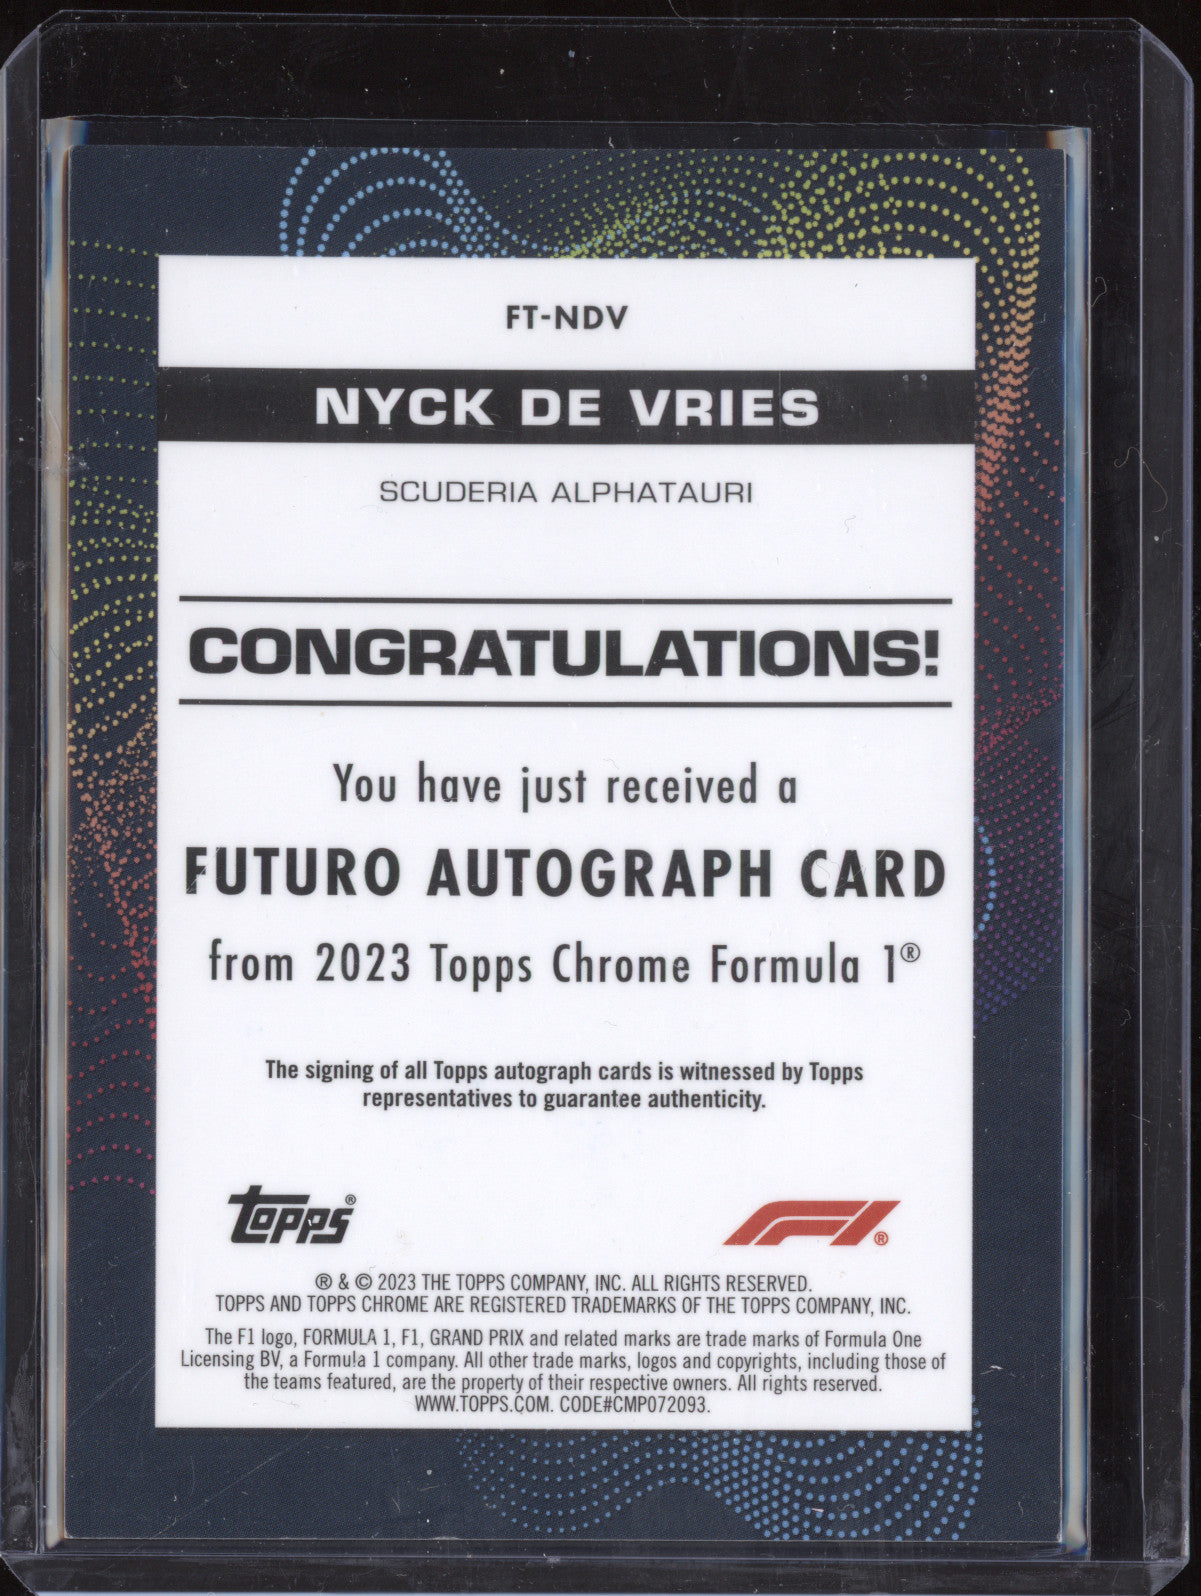 FT-NDV
NYCK DE VRIES
SCUDERIA ALPHATAURI
CONGRATULATIONS!
You have just received a
FUTURO AUTOGRAPH CARD
from 2023 Topps Chrome Formula 1®
The signing of all Topps autograph cards is witnessed by Topps
representatives to guarantee authenticity.
Topps® F1®
® & © 2023 THE TOPPS COMPANY, INC. ALL RIGHTS RESERVED.
TOPPS AND TOPPS CHROME ARE REGISTERED TRADEMARKS OF THE TOPPS COMPANY, INC.
The F1 logo, FORMULA 1, F1, GRAND PRIX and related marks are trade marks of Formula One
Licensing BV, a Formula 1 company. All other trade marks, logos and copyrights, including those of
the teams featured, are the property of their respective owners. All rights reserved.
WWW.TOPPS.COM. CODE#CMP072093.